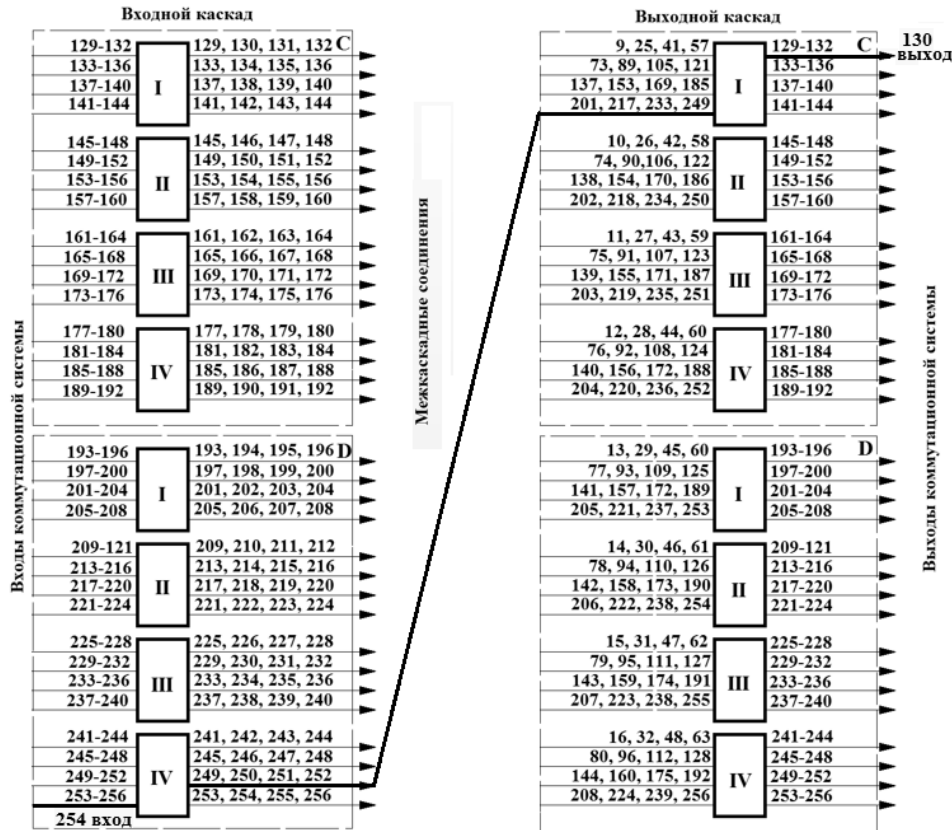 Входной каскад
Выходной каскад
Входы коммутационной системы
Межкаскадные соединения
Выходы коммутационной системы
C
129-132 129, 130, 131, 132
133-136 133, 134, 135, 136
137-140 137, 138, 139, 140
141-144 141, 142, 143, 144
I
145-148 145, 146, 147, 148
149-152 149, 150, 151, 152
153-156 153, 154, 155, 156
157-160 157, 158, 159, 160
II
161-164 161, 162, 163, 164
165-168 165, 166, 167, 168
169-172 169, 170, 171, 172
173-176 173, 174, 175, 176
III
177-180 177, 178, 179, 180
181-184 181, 182, 183, 184
185-188 185, 186, 187, 188
189-192 189, 190, 191, 192
IV
D
193-196 193, 194, 195, 196
197-200 197, 198, 199, 200
201-204 201, 202, 203, 204
205-208 205, 206, 207, 208
I
209-121 209, 210, 211, 212
213-216 213, 214, 215, 216
217-220 217, 218, 219, 220
221-224 221, 222, 223, 224
II
225-228 225, 226, 227, 228
229-232 229, 230, 231, 232
233-236 233, 234, 235, 236
237-240 237, 238, 239, 240
III
241-244 241, 242, 243, 244
245-248 245, 246, 247, 248
249-252 249, 250, 251, 252
253-256 253, 254, 255, 256
IV
254 вход
C
9, 25, 41, 57 129-132
73, 89, 105, 121 133-136
137, 153, 169, 185 137-140
201, 217, 233, 249 141-144
I
130
выход
10, 26, 42, 58 145-148
74, 90,106, 122 149-152
138, 154, 170, 186 153-156
202, 218, 234, 250 157-160
II
11, 27, 43, 59 161-164
75, 91, 107, 123 165-168
139, 155, 171, 187 169-172
203, 219, 235, 251 173-176
III
12, 28, 44, 60 177-180
76, 92, 108, 124 181-184
140, 156, 172, 188 185-188
204, 220, 236, 252 189-192
IV
D
13, 29, 45, 60 193-196
77, 93, 109, 125 197-200
141, 157, 172, 189 201-204
205, 221, 237, 253 205-208
I
14, 30, 46, 61 209-121
78, 94, 110, 126 213-216
142, 158, 173, 190 217-220
206, 222, 238, 254 221-224
II
15, 31, 47, 62 225-228
79, 95, 111, 127 229-232
143, 159, 174, 191 233-236
207, 223, 238, 255 237-240
III
16, 32, 48, 63 241-244
80, 96, 112, 128 245-248
144, 160, 175, 192 249-252
208, 224, 239, 256 253-256
IV